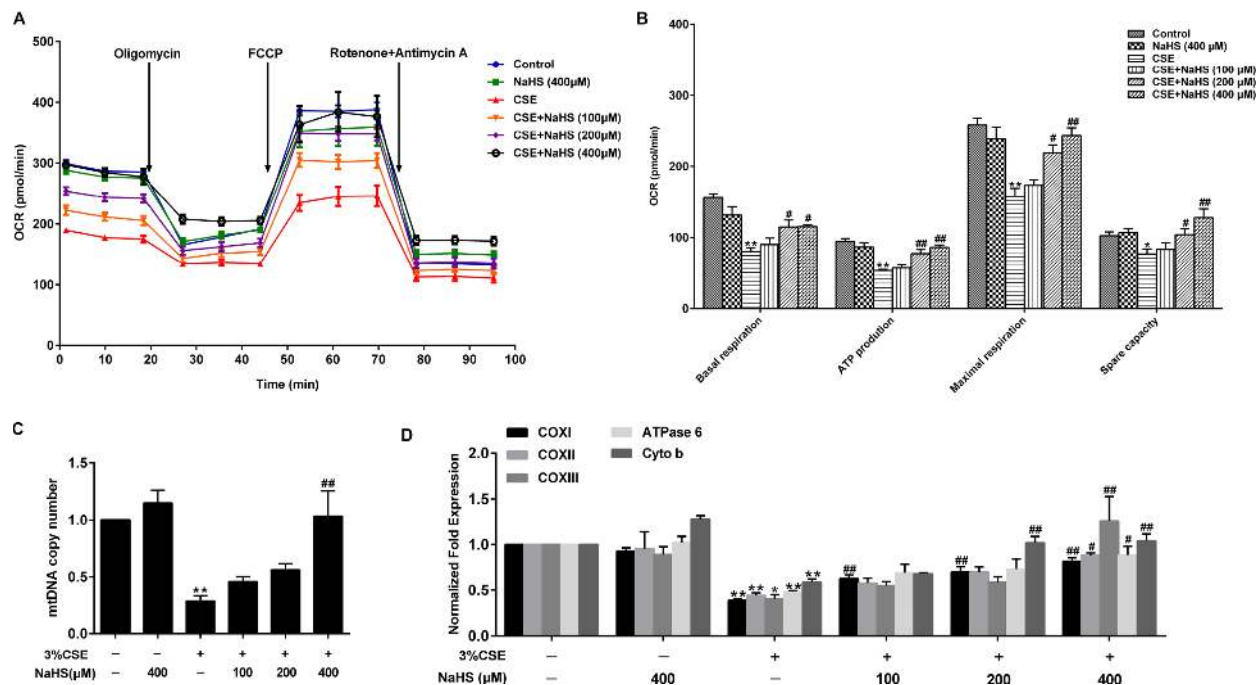 A
500
400
300
200
100
0
OCR (pmol/min)
Oligomycin
FCCP
Rotenone+Antimycin A
0 10 20 30 40 50 60 70 80 90 100
Time (min)
Control
NaHS (400μM)
CSE
CSE+NaHS (100μM)
CSE+NaHS (200μM)
CSE+NaHS (400μM)
B
400
300
200
100
0
OCR (pmol/min)
Control
NaHS (400 μM)
CSE
CSE+NaHS (100 μM)
CSE+NaHS (200 μM)
CSE+NaHS (400 μM)
** # #
** ## ##
** # ##
* # ##
Basal respiration
ATP prodution
Maximal respiration
Spare capacity
C
1.5
1.0
0.5
0.0
mtDNA copy number
**
##
3%CSE – – + + + +
NaHS(μM) – 400 – 100 200 400
D
2.0
1.5
1.0
0.5
0.0
Normalized Fold Expression
COXI
COXII
COXIII
ATPase 6
Cyto b
** ** * ** **
##
## ##
## # ## # ##
3%CSE – – + + + +
NaHS (μM) – 400 – 100 200 400